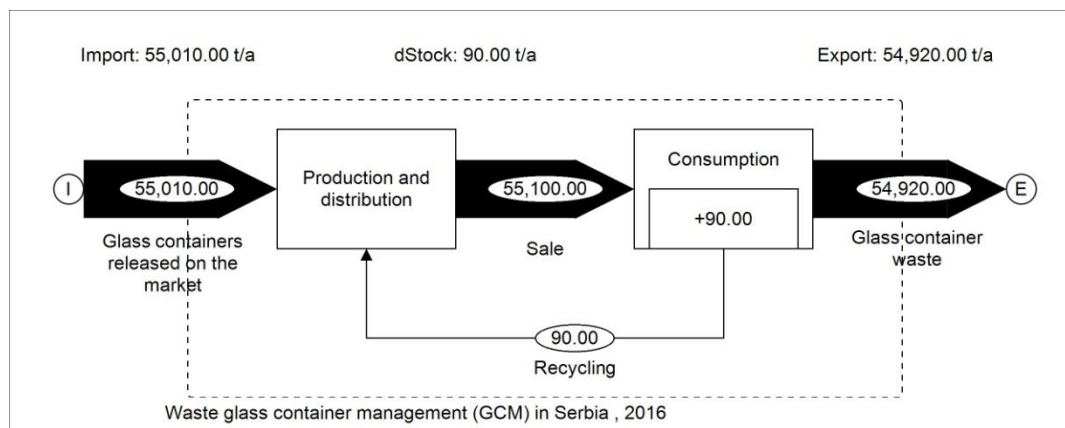 Import: 55,010.00 t/a
dStock: 90.00 t/a
Export: 54,920.00 t/a
I
55,010.00
Glass containers
released on the
market
Production and
distribution
55,100.00
Sale
Consumption
+90.00
54,920.00
E
Glass container
waste
90.00
Recycling
Waste glass container management (GCM) in Serbia , 2016